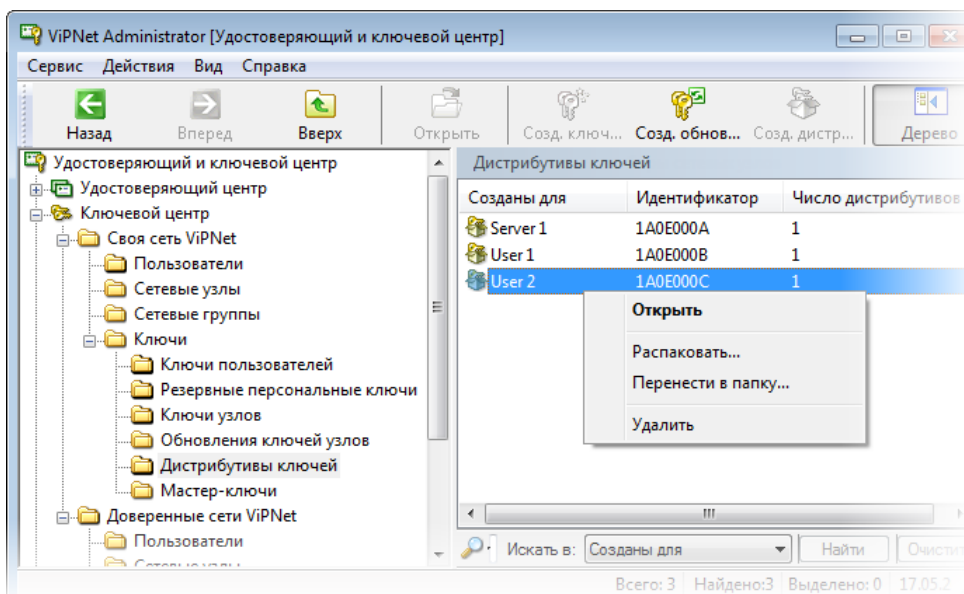 ViPNet Administrator [Удостоверяющий и ключевой центр]
Сервис Действия Вид Справка
Назад Вперед Вверх Открыть Созд. ключ... Созд. обнов... Созд. дистр... Дерево
Удостоверяющий и ключевой центр
Удостоверяющий центр
Ключевой центр
Своя сеть ViPNet
Пользователи
Сетевые узлы
Сетевые группы
Ключи
Ключи пользователей
Резервные персональные ключи
Ключи узлов
Обновления ключей узлов
Дистрибутивы ключей
Мастер-ключи
Доверенные сети ViPNet
Пользователи
Дистрибутивы ключей
Созданы для Идентификатор Число дистрибутивов
Server 1 1A0E000A 1
User 1 1A0E000B 1
User 2 1A0E000C 1
Открыть
Распаковать...
Перенести в папку...
Удалить
Искать в: Созданы для Найти Очистит
Всего: 3 Найдено:3 Выделено: 0 17.05.2